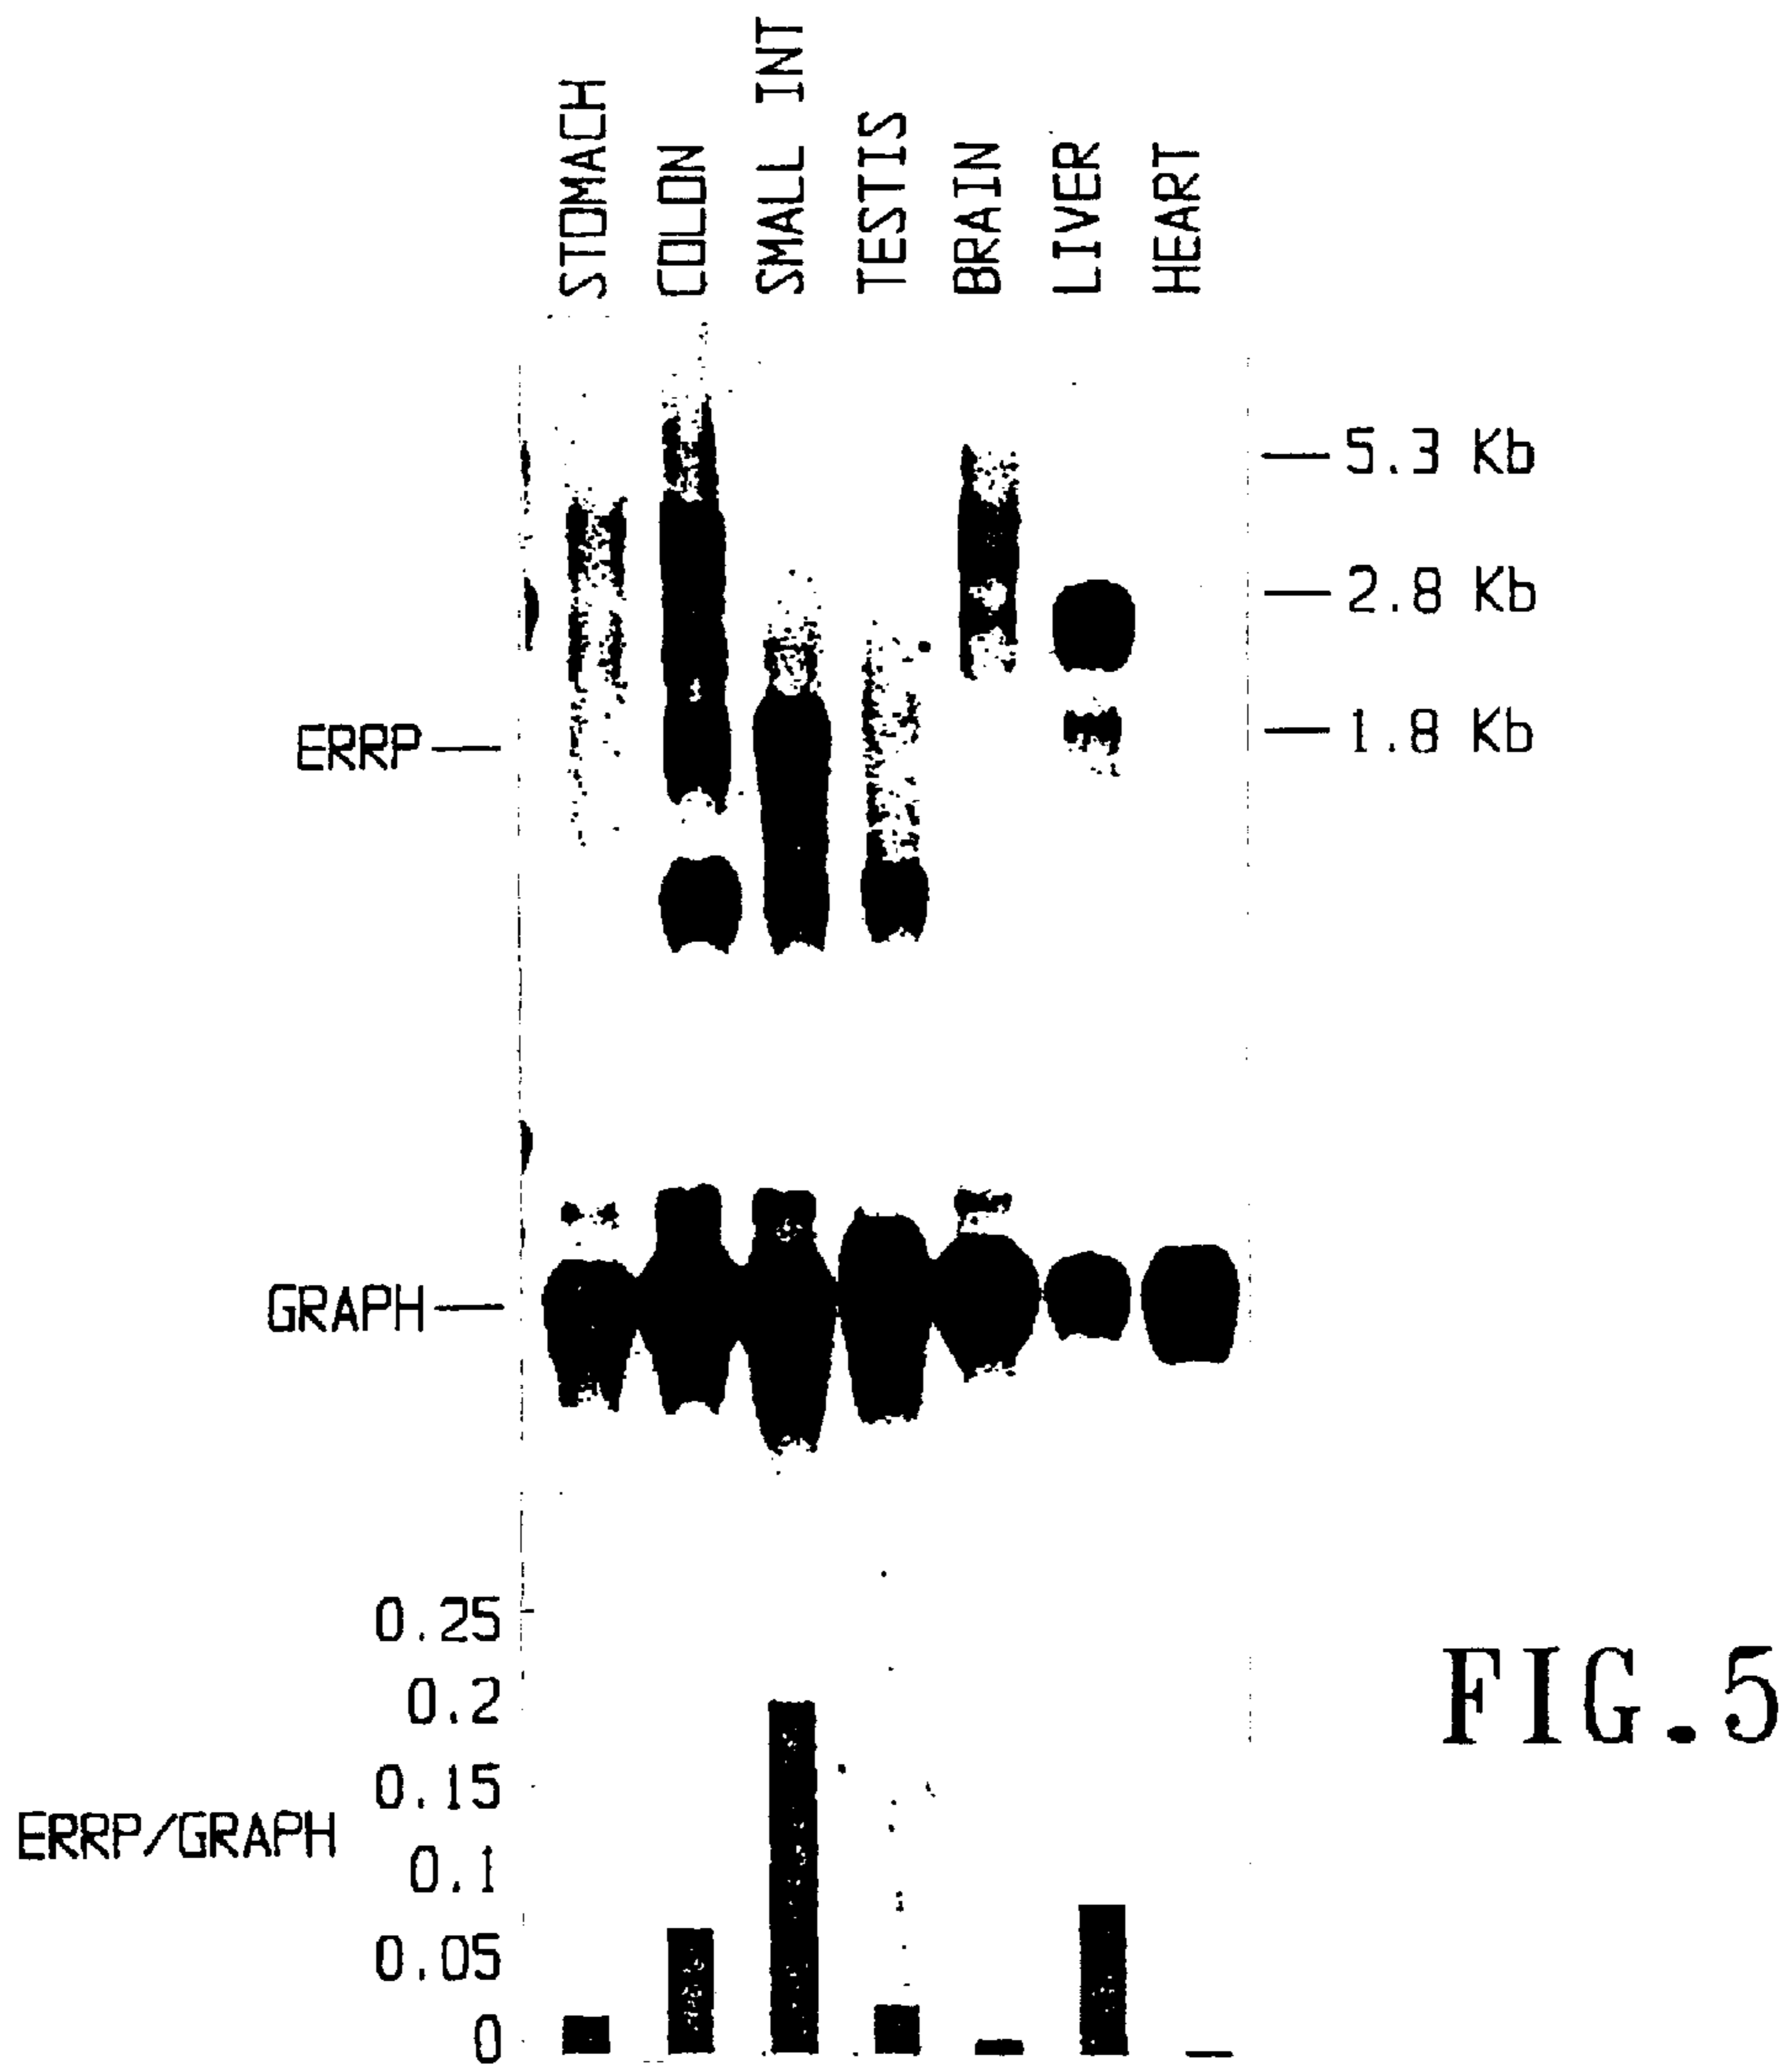 STOMACH
COLON
SMALL INT
TESTIS
BRAIN
LIVER
HEART
5.3 Kb
2.8 Kb
ERRP
1.8 Kb
GRAPH
0.25
0.2
0.15
ERRP/GRAPH
0.1
0.05
0
FIG.5